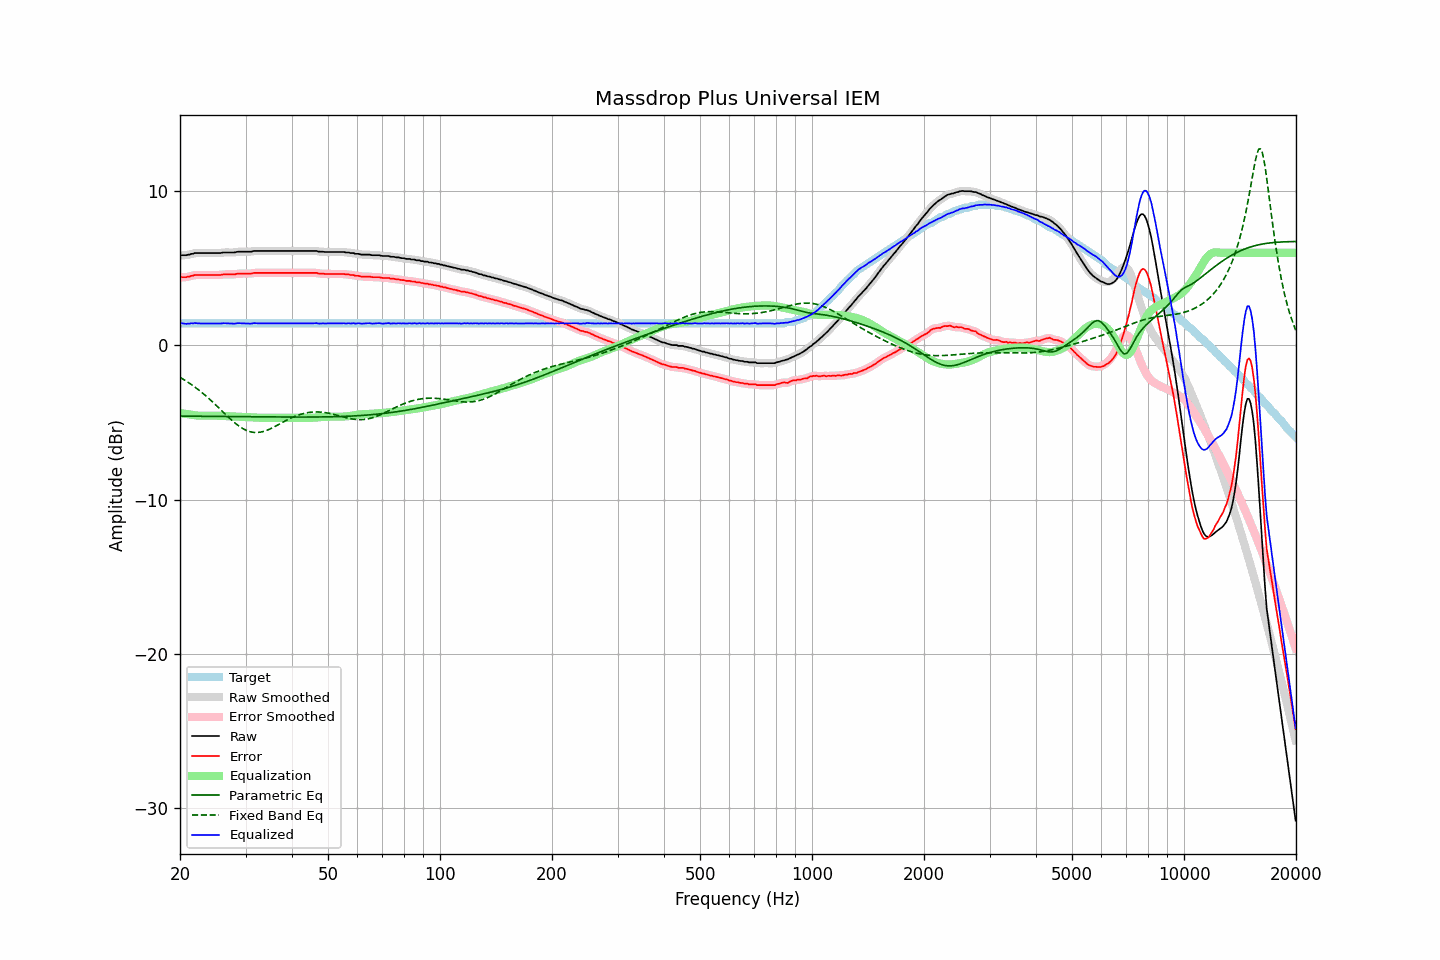 Massdrop Plus Universal IEM
10
0
−10
−20
−30
Amplitude (dBr)
Target
Raw Smoothed
Error Smoothed
Raw
Error
Equalization
Parametric Eq
Fixed Band Eq
Equalized
20 50 100 200 500 1000 2000 5000 10000 20000
Frequency (Hz)